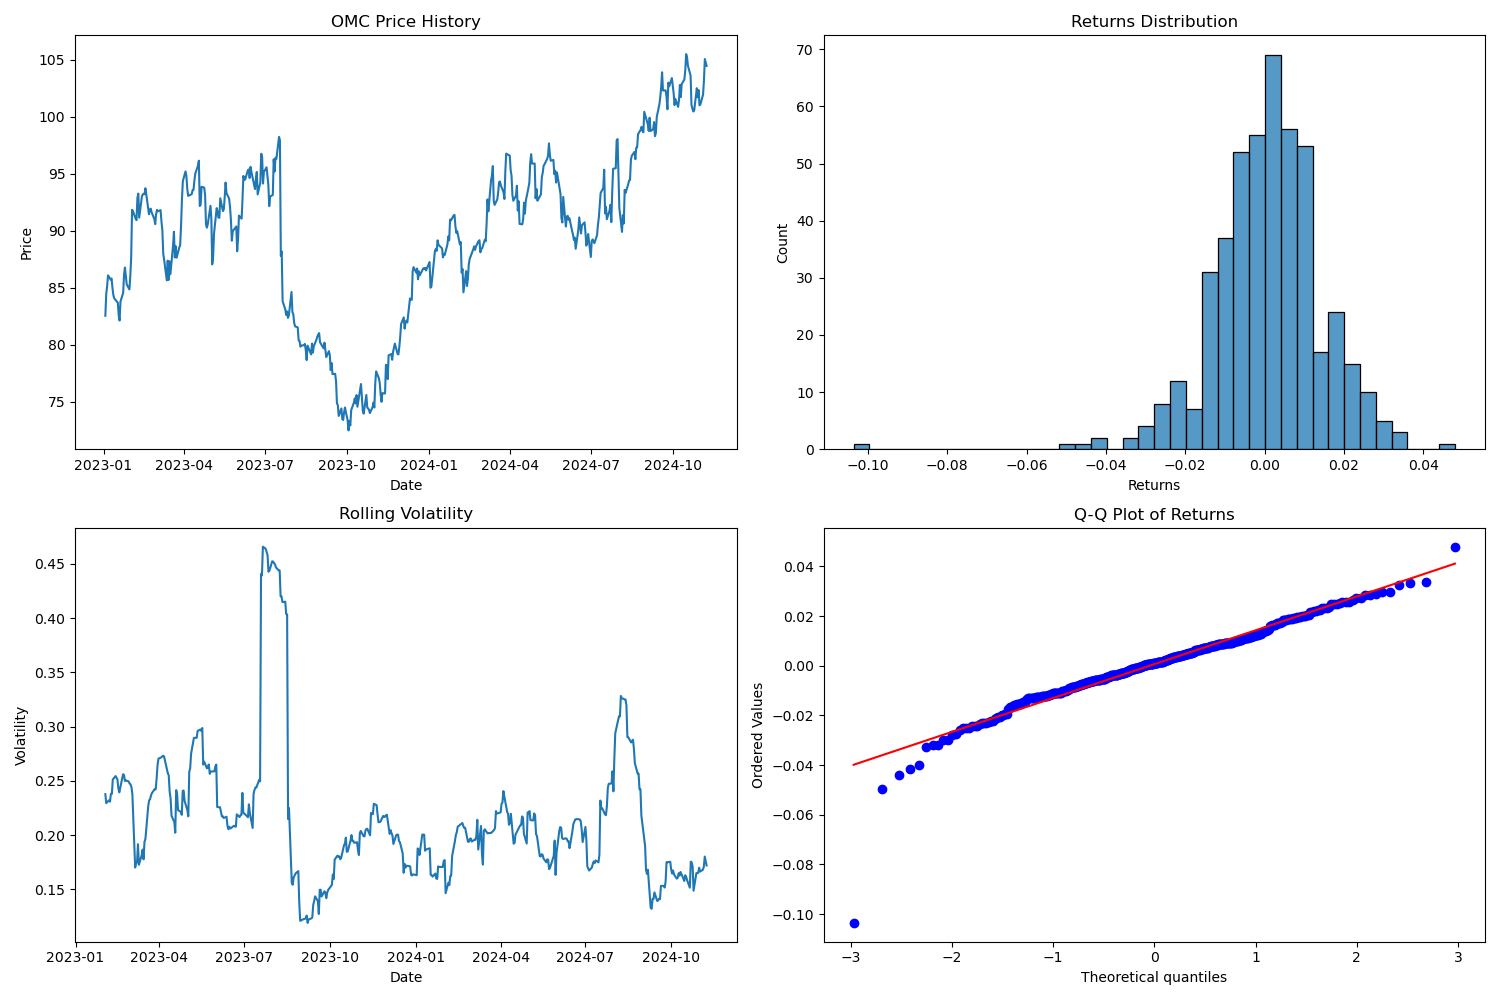 OMC Price History
Price
105
100
95
90
85
80
75
2023-01 2023-04 2023-07 2023-10 2024-01 2024-04 2024-07 2024-10
Date
Returns Distribution
Count
70
60
50
40
30
20
10
0
−0.10 −0.08 −0.06 −0.04 −0.02 0.00 0.02 0.04
Returns
Rolling Volatility
Volatility
0.45
0.40
0.35
0.30
0.25
0.20
0.15
2023-01 2023-04 2023-07 2023-10 2024-01 2024-04 2024-07 2024-10
Date
Q-Q Plot of Returns
Ordered Values
0.04
0.02
0.00
−0.02
−0.04
−0.06
−0.08
−0.10
−3 −2 −1 0 1 2 3
Theoretical quantiles